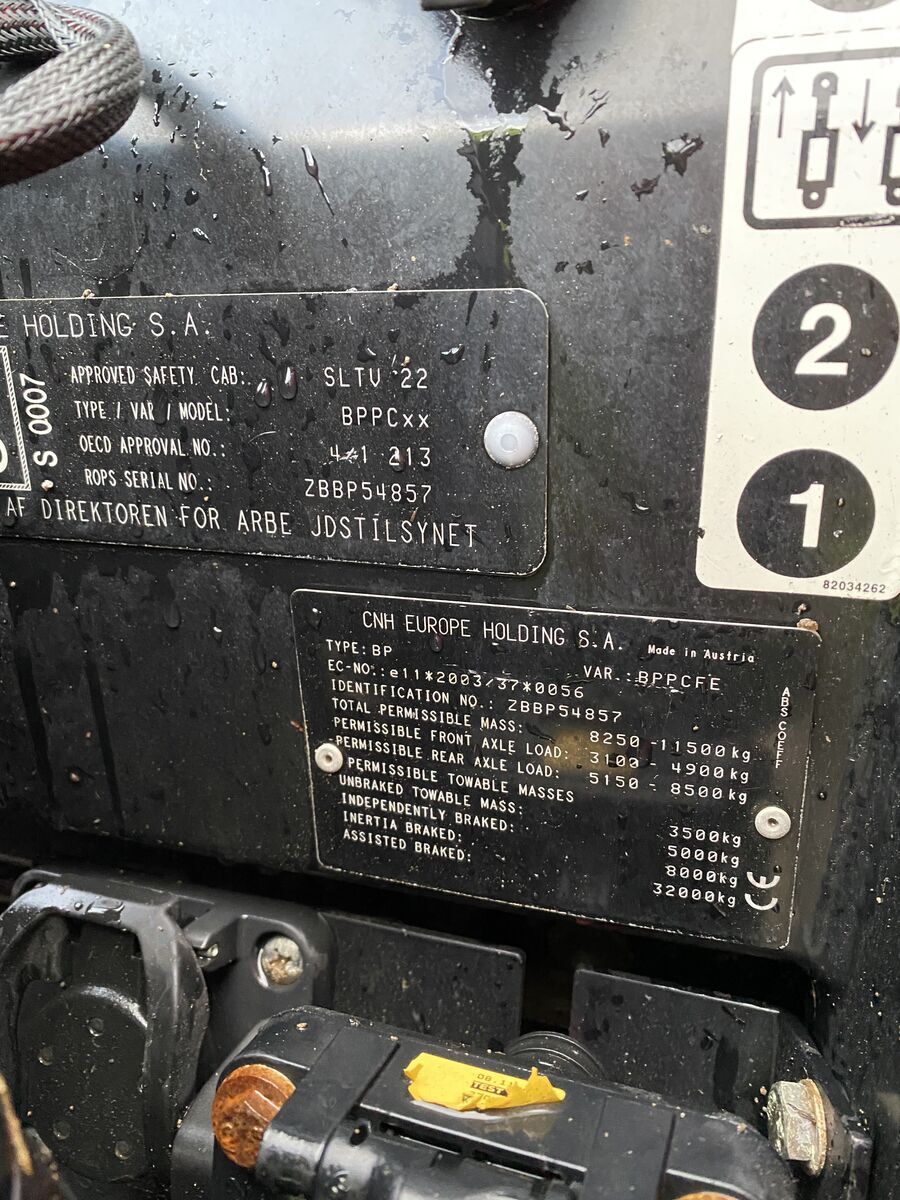 E HOLDING S.A.
S 0007
APPROVED SAFETY CAB: SLTV 22
TYPE / VAR / MODEL: BPPCxx
OECD APPROVAL NO.: 4-1 213
ROPS SERIAL NO.: ZBBP54857
AF DIREKTOREN FOR ARBE JDSTILSYNET
2
1
82034262
CNH EUROPE HOLDING S.A. Made in Austria
TYPE: BP VAR.: BPPCFE
EC-NO.: e11*2003/37*0056
IDENTIFICATION NO.: ZBBP54857
TOTAL PERMISSIBLE MASS: 8250 - 11500 kg
PERMISSIBLE FRONT AXLE LOAD: 3100 - 4900 kg
PERMISSIBLE REAR AXLE LOAD: 5150 - 8500 kg
PERMISSIBLE TOWABLE MASSES
UNBRAKED TOWABLE MASS: 3500kg
INDEPENDENTLY BRAKED: 5000kg
INERTIA BRAKED: 8000kg
ASSISTED BRAKED: 32000kg
ABS COEFF
CE
08.11
TEST